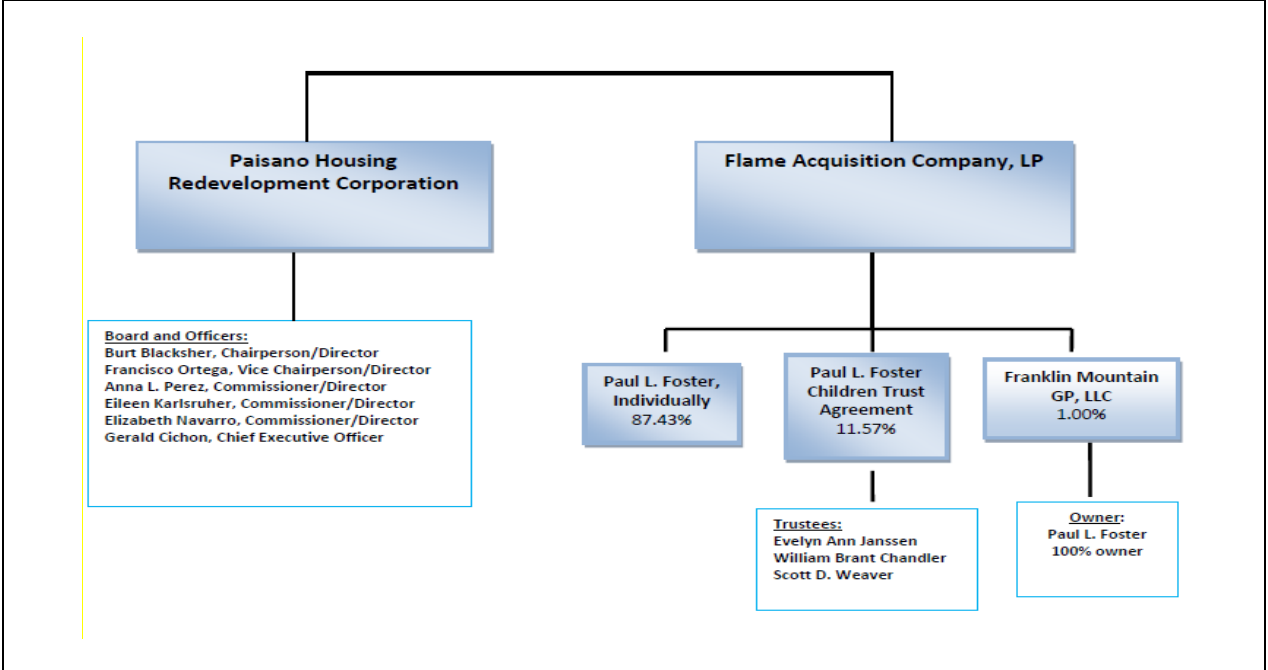 Paisano Housing
Redevelopment Corporation
Flame Acquisition Company, LP
Board and Officers:
Burt Blacksher, Chairperson/Director
Francisco Ortega, Vice Chairperson/Director
Anna L. Perez, Commissioner/Director
Eileen Karlsruher, Commissioner/Director
Elizabeth Navarro, Commissioner/Director
Gerald Cichon, Chief Executive Officer
Paul L. Foster,
Individually
87.43%
Paul L. Foster
Children Trust
Agreement
11.57%
Franklin Mountain
GP, LLC
1.00%
Trustees:
Evelyn Ann Janssen
William Brant Chandler
Scott D. Weaver
Owner:
Paul L. Foster
100% owner